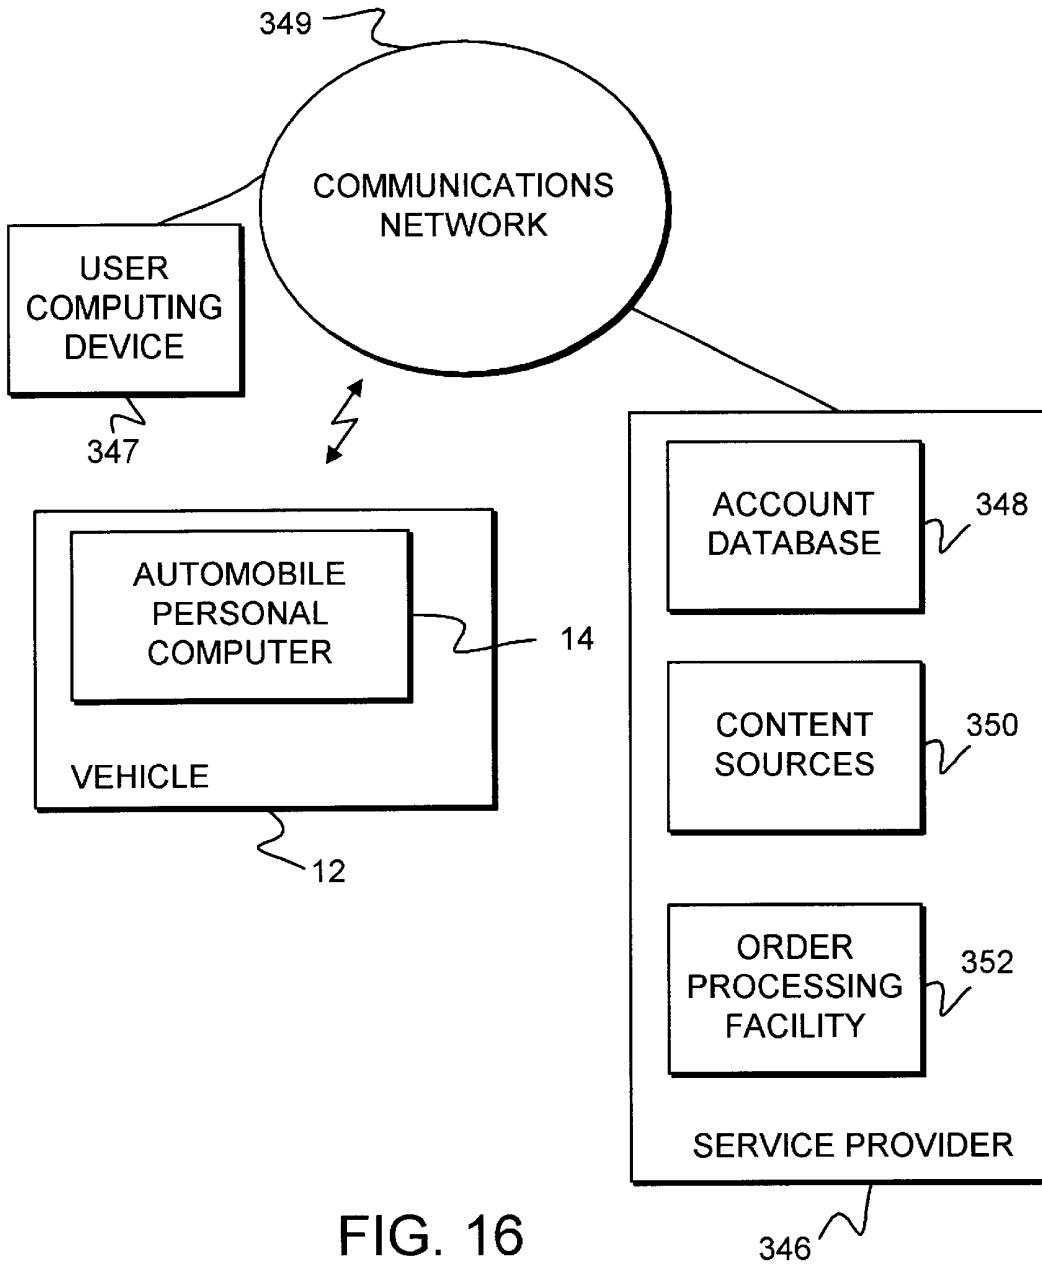 349
COMMUNICATIONS
NETWORK
USER
COMPUTING
DEVICE
347
ACCOUNT
DATABASE
348
AUTOMOBILE
PERSONAL
COMPUTER
14
VEHICLE
12
CONTENT
SOURCES
350
ORDER
PROCESSING
FACILITY
352
SERVICE PROVIDER
346
FIG. 16